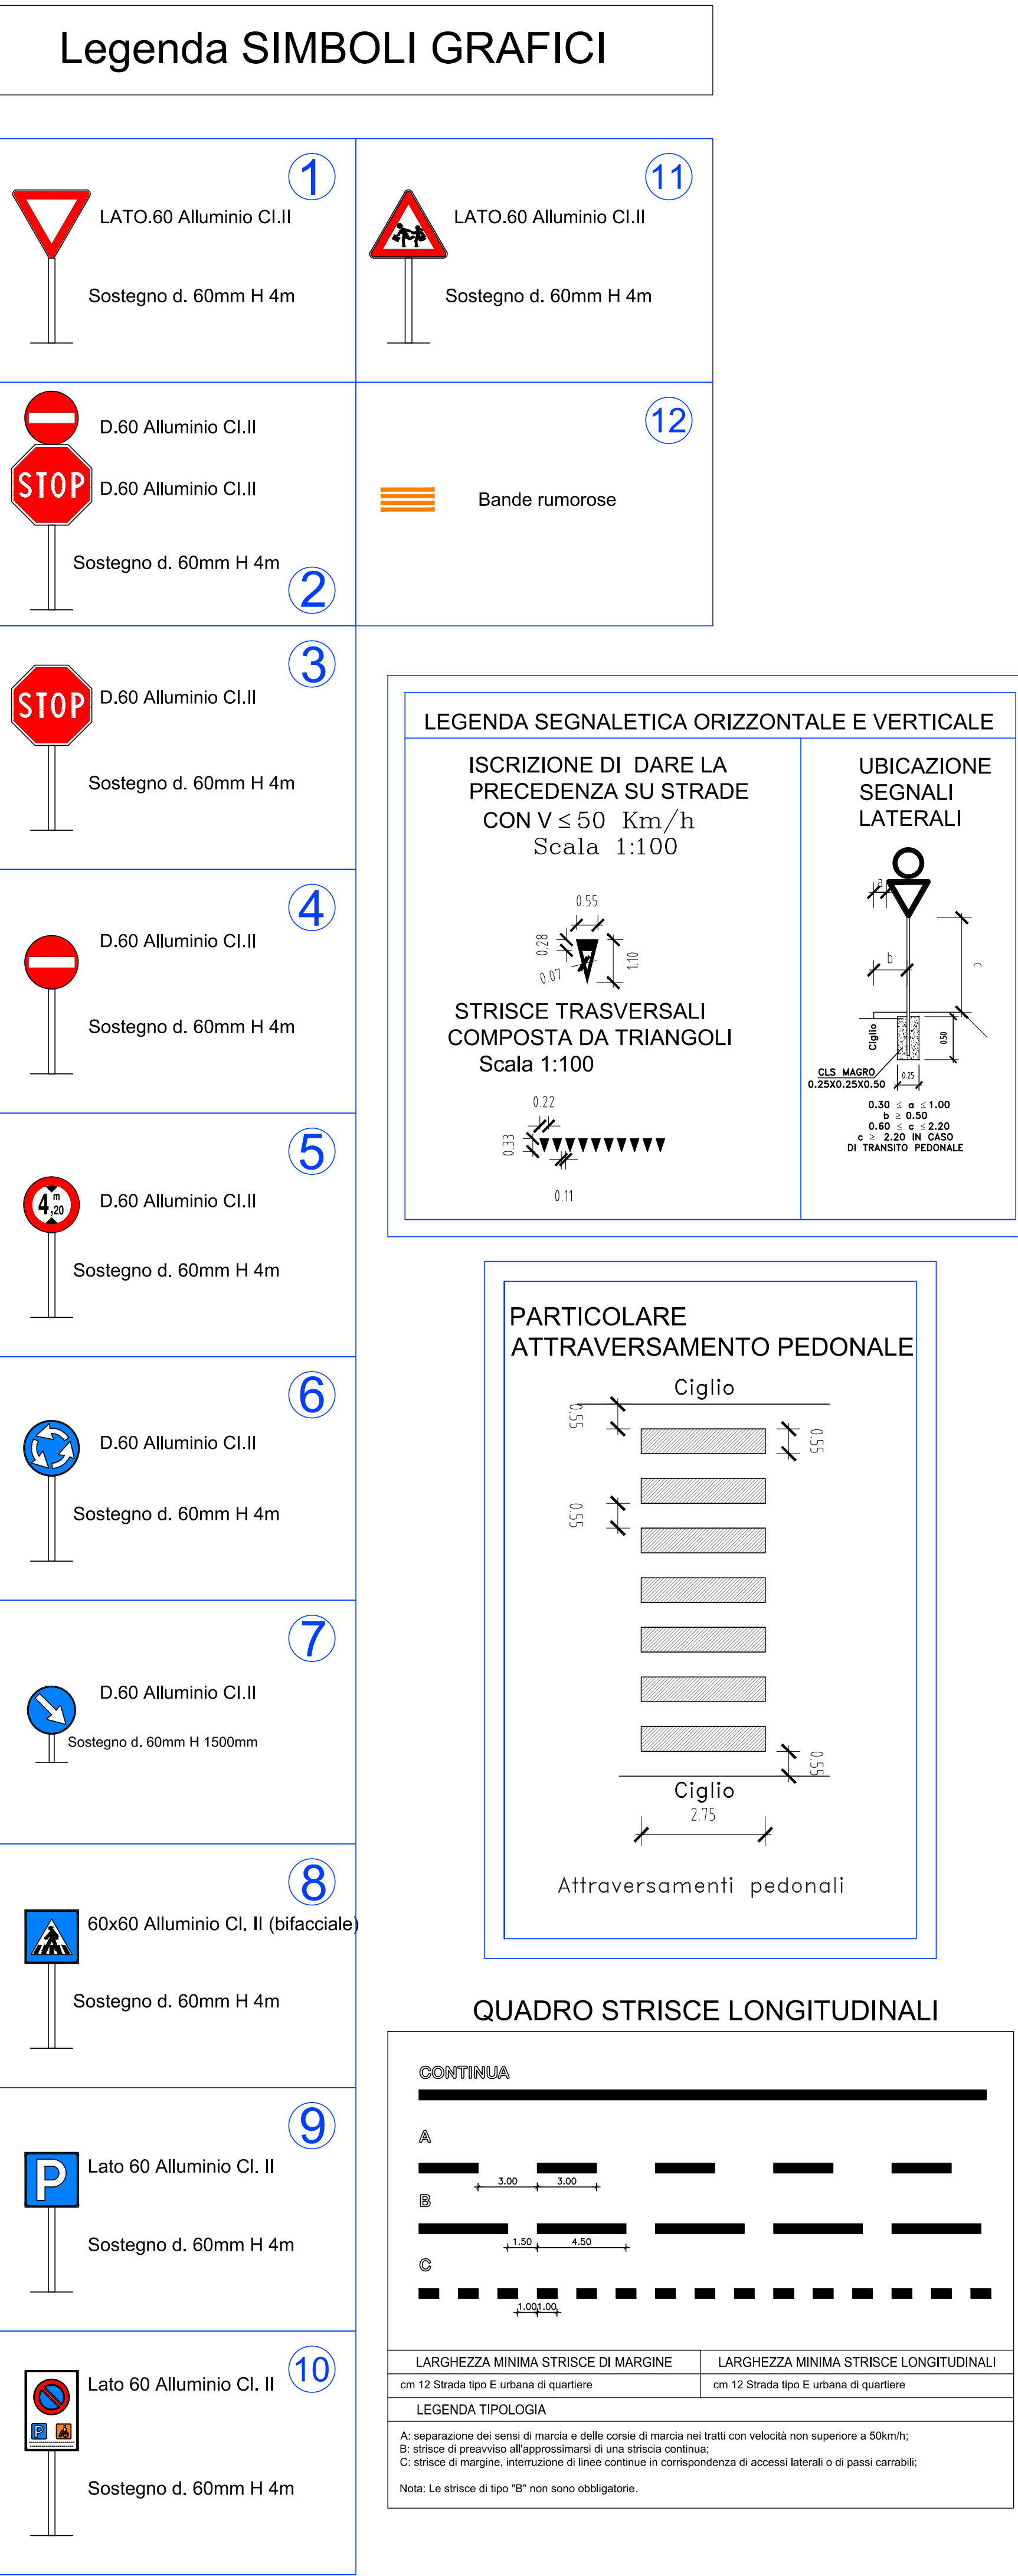 Legenda SIMBOLI GRAFICI
1
LATO.60 Alluminio Cl.II
Sostegno d. 60mm H 4m
D.60 Alluminio Cl.II
STOP
D.60 Alluminio Cl.II
Sostegno d. 60mm H 4m
2
3
STOP
D.60 Alluminio Cl.II
Sostegno d. 60mm H 4m
4
D.60 Alluminio Cl.II
Sostegno d. 60mm H 4m
5
4,20 m
D.60 Alluminio Cl.II
Sostegno d. 60mm H 4m
6
D.60 Alluminio Cl.II
Sostegno d. 60mm H 4m
7
D.60 Alluminio Cl.II
Sostegno d. 60mm H 1500mm
8
60x60 Alluminio Cl. II (bifacciale)
Sostegno d. 60mm H 4m
9
P
Lato 60 Alluminio Cl. II
Sostegno d. 60mm H 4m
10
Lato 60 Alluminio Cl. II
P
Sostegno d. 60mm H 4m
11
LATO.60 Alluminio Cl.II
Sostegno d. 60mm H 4m
12
Bande rumorose
LEGENDA SEGNALETICA ORIZZONTALE E VERTICALE
ISCRIZIONE DI DARE LA
PRECEDENZA SU STRADE
CON V ≤ 50 Km/h
Scala 1:100
0.55
0.28
0.07
1.10
STRISCE TRASVERSALI
COMPOSTA DA TRIANGOLI
Scala 1:100
0.22
0.33
0.11
UBICAZIONE
SEGNALI
LATERALI
a
b
c
Ciglio
0.50
CLS MAGRO
0.25X0.25X0.50
0.25
0.30 ≤ a ≤ 1.00
b ≥ 0.50
0.60 ≤ c ≤ 2.20
c ≥ 2.20 IN CASO
DI TRANSITO PEDONALE
PARTICOLARE
ATTRAVERSAMENTO PEDONALE
Ciglio
0.55
0.55
0.55
0.55
Ciglio
2.75
Attraversamenti pedonali
QUADRO STRISCE LONGITUDINALI
CONTINUA
A
3.00 3.00
B
1.50 4.50
C
1.00 1.00
LARGHEZZA MINIMA STRISCE DI MARGINE
LARGHEZZA MINIMA STRISCE LONGITUDINALI
cm 12 Strada tipo E urbana di quartiere
cm 12 Strada tipo E urbana di quartiere
LEGENDA TIPOLOGIA
A: separazione dei sensi di marcia e delle corsie di marcia nei tratti con velocità non superiore a 50km/h;
B: strisce di preavviso all'approssimarsi di una striscia continua;
C: strisce di margine, interruzione di linee continue in corrispondenza di accessi laterali o di passi carrabili;
Nota: Le strisce di tipo "B" non sono obbligatorie.